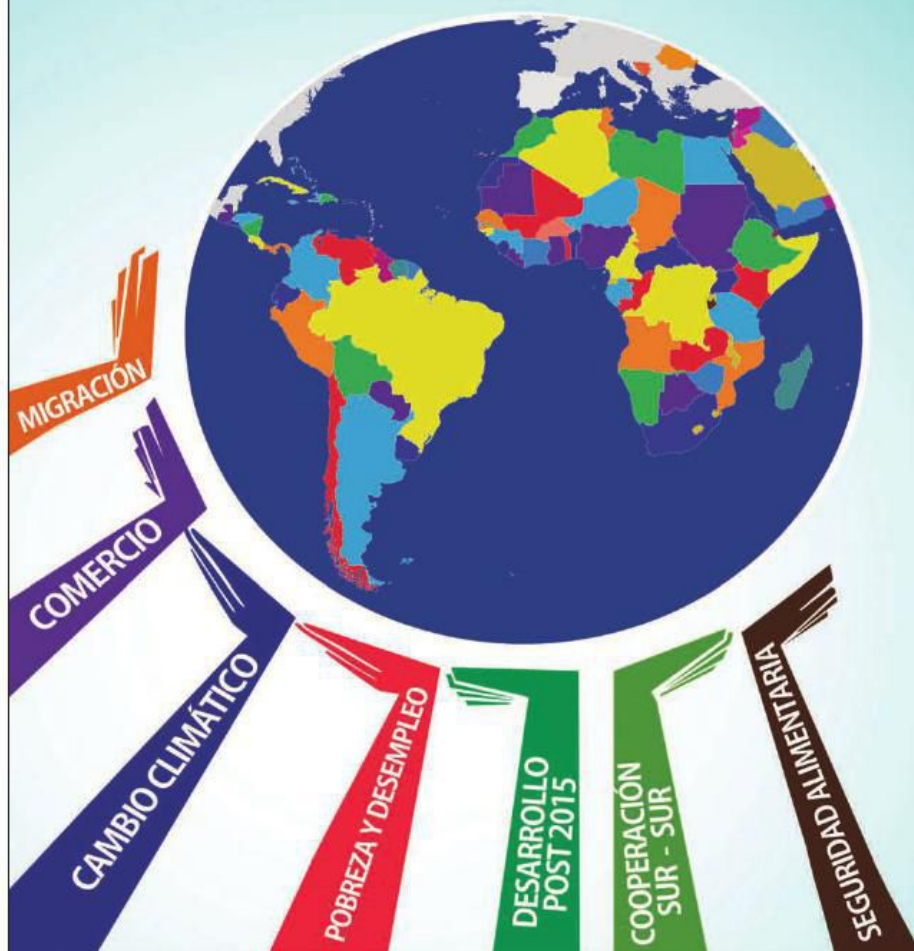 MIGRACIÓN
COMERCIO
CAMBIO CLIMÁTICO
POBREZA Y DESEMPLEO
DESARROLLO
POST 2015
COOPERACIÓN
SUR - SUR
SEGURIDAD ALIMENTARIA